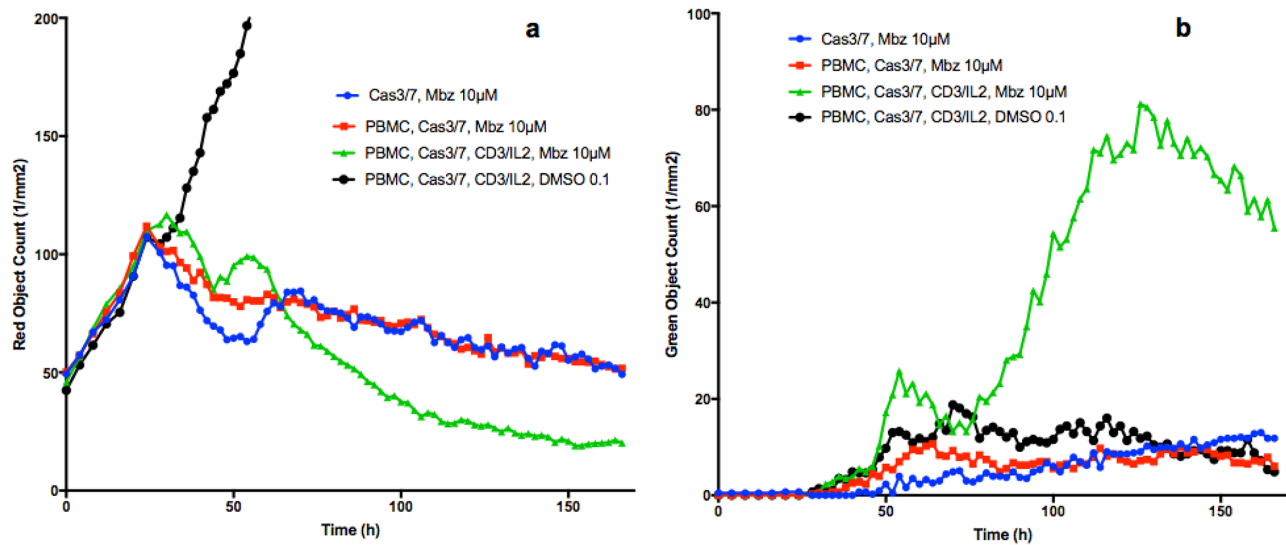 a
Cas3/7, Mbz 10µM
PBMC, Cas3/7, Mbz 10µM
PBMC, Cas3/7, CD3/IL2, Mbz 10µM
PBMC, Cas3/7, CD3/IL2, DMSO 0.1
Red Object Count (1/mm2)
200
150
100
50
0
0 50 100 150
Time (h)
b
Cas3/7, Mbz 10µM
PBMC, Cas3/7, Mbz 10µM
PBMC, Cas3/7, CD3/IL2, Mbz 10µM
PBMC, Cas3/7, CD3/IL2, DMSO 0.1
Green Object Count (1/mm2)
100
80
60
40
20
0
0 50 100 150
Time (h)